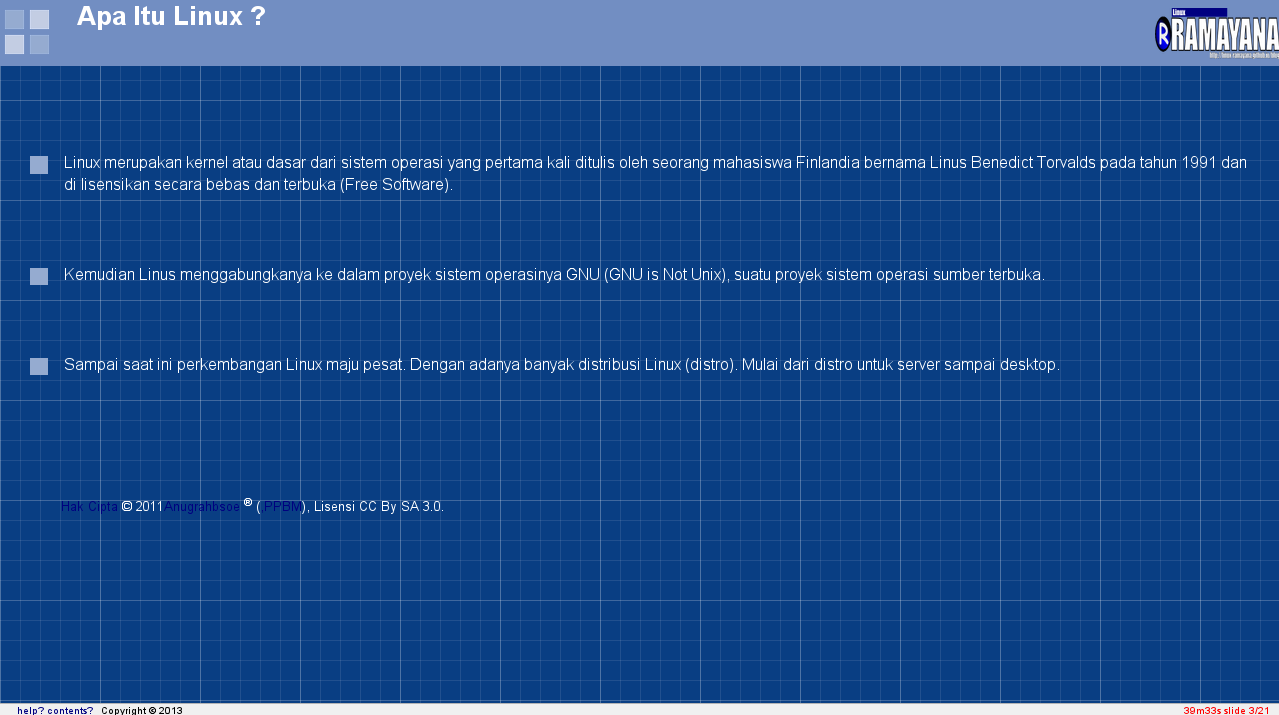 Apa Itu Linux ?
Linux
RAMAYANA
Linux merupakan kernel atau dasar dari sistem operasi yang pertama kali ditulis oleh seorang mahasiswa Finlandia bernama Linus Benedict Torvalds pada tahun 1991 dan
di lisensikan secara bebas dan terbuka (Free Software).
Kemudian Linus menggabungkanya ke dalam proyek sistem operasinya GNU (GNU is Not Unix), suatu proyek sistem operasi sumber terbuka.
Sampai saat ini perkembangan Linux maju pesat. Dengan adanya banyak distribusi Linux (distro). Mulai dari distro untuk server sampai desktop.
Hak Cipta © 2011 Anugrahbsoe ® ( PPBM), Lisensi CC By SA 3.0.
help? contents? Copyright © 2013
39m33s slide 3/21